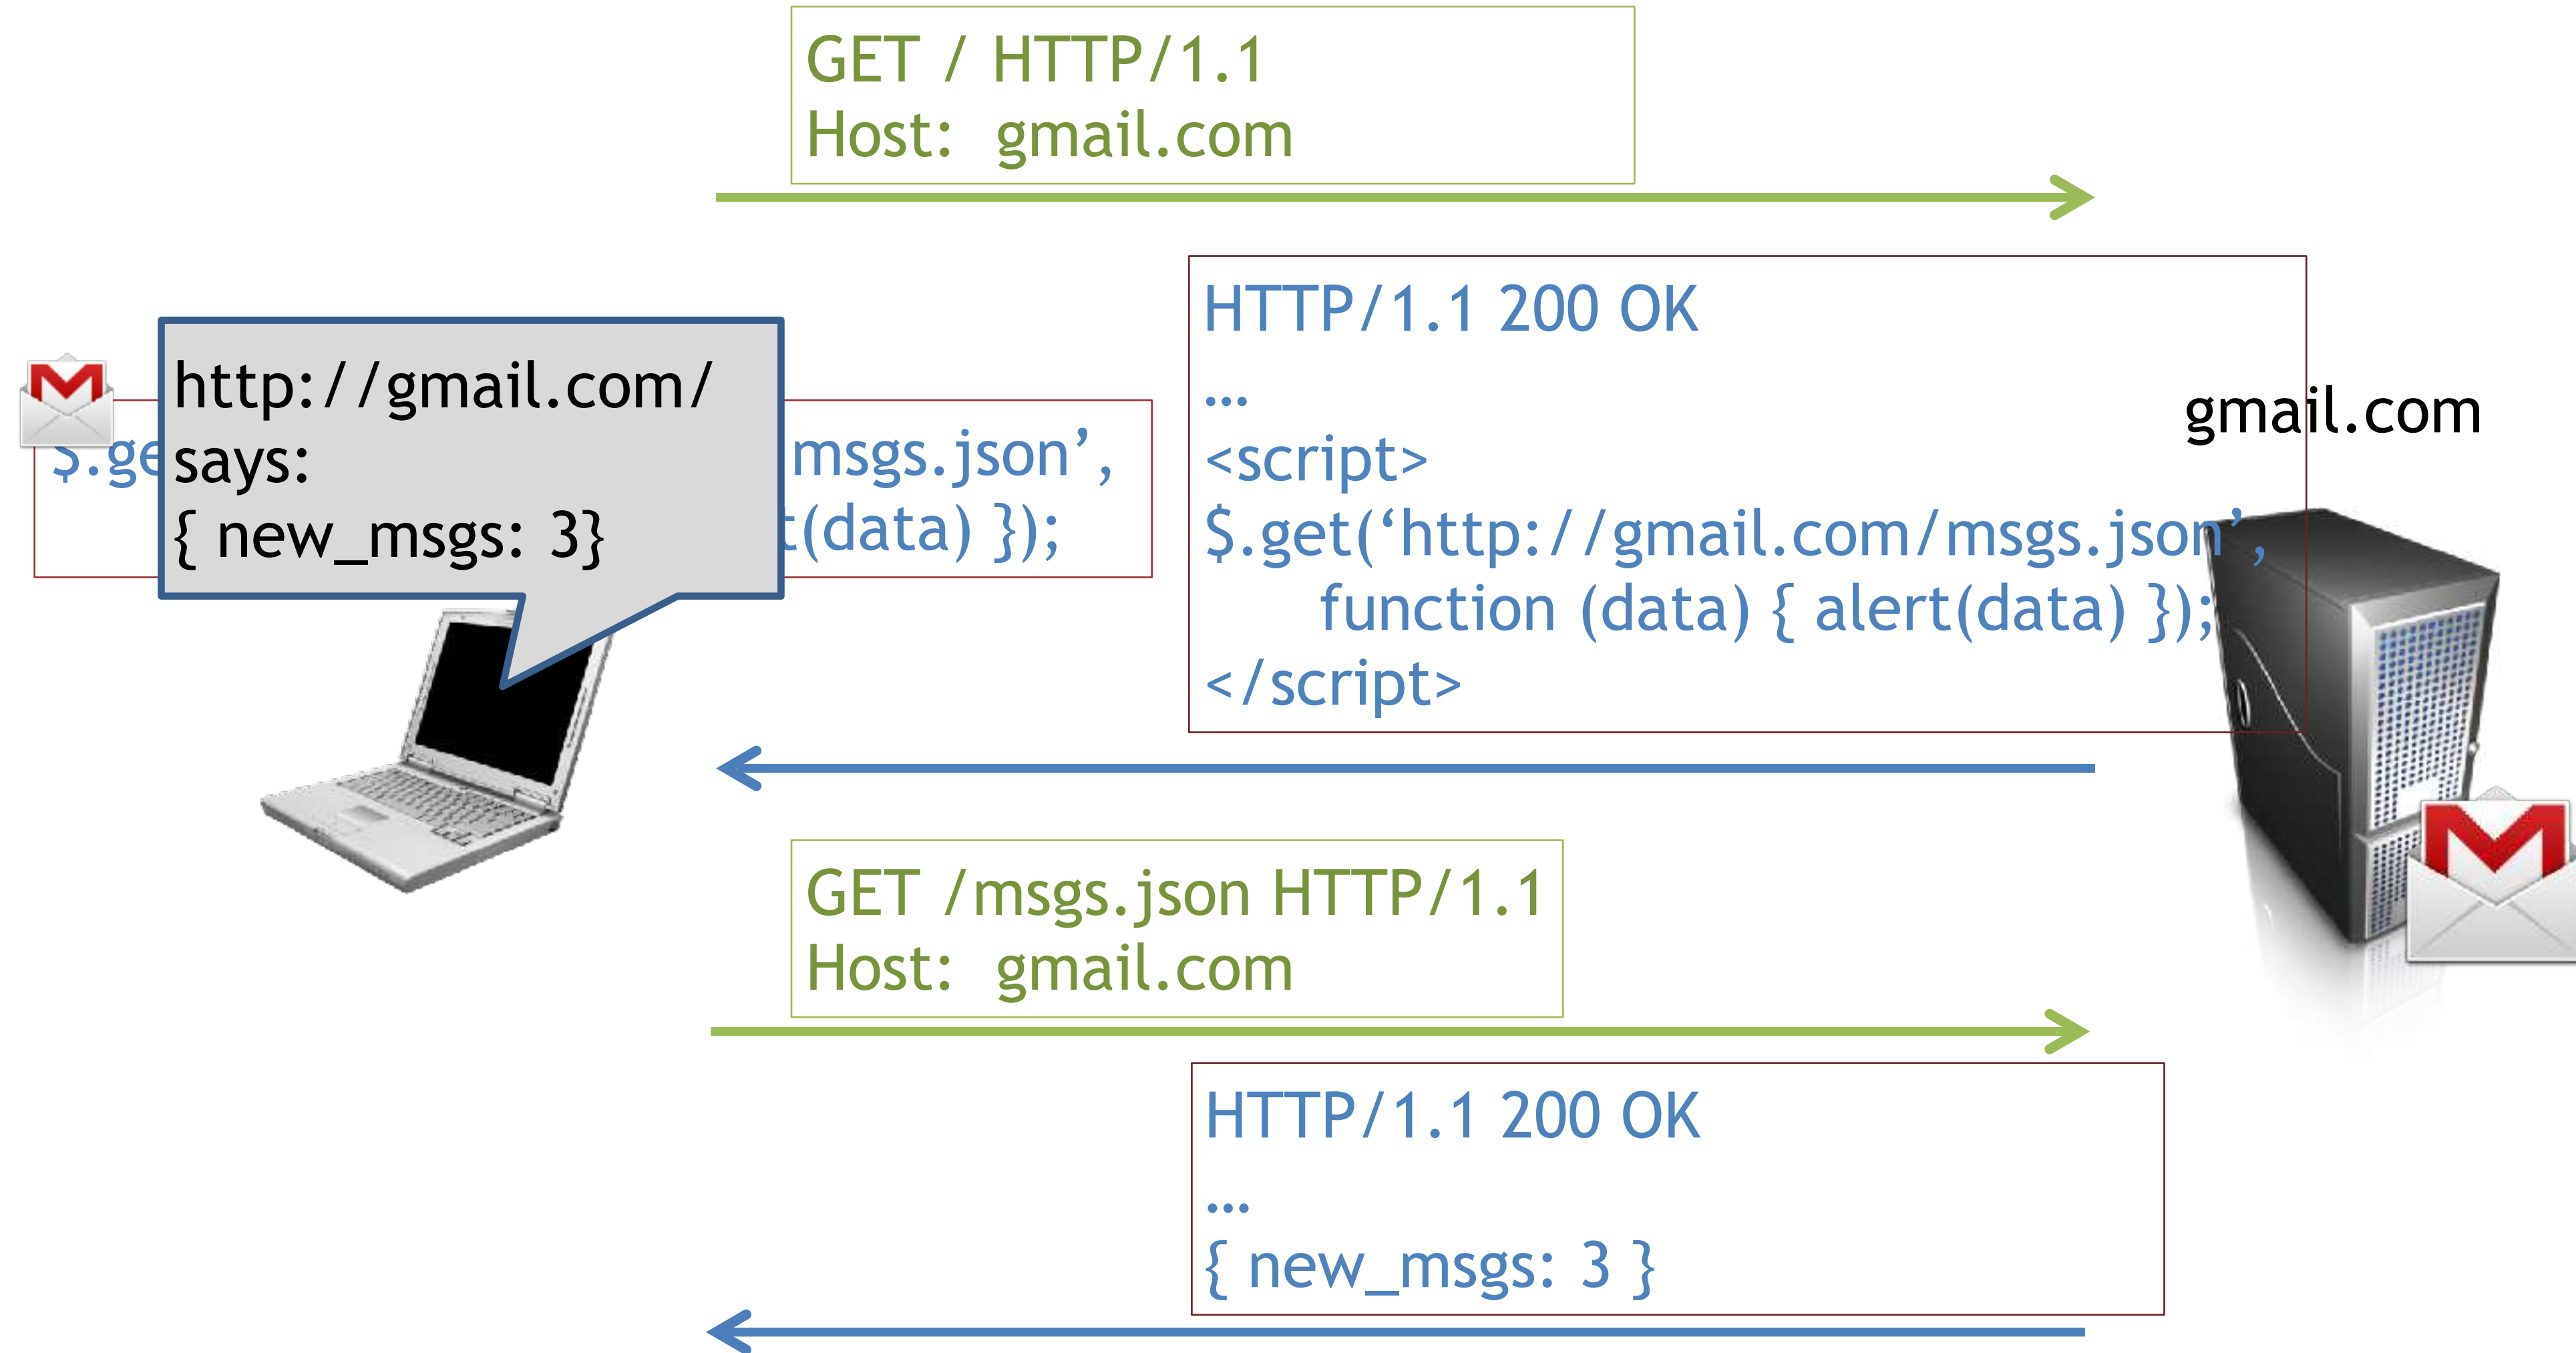 GET / HTTP/1.1
Host: gmail.com
HTTP/1.1 200 OK
…
<script>
$.get(‘http://gmail.com/msgs.json’,
function (data) { alert(data) });
</script>
gmail.com
http://gmail.com/
says:
{ new_msgs: 3}
$.ge
msgs.json’,
t(data) });
GET /msgs.json HTTP/1.1
Host: gmail.com
HTTP/1.1 200 OK
…
{ new_msgs: 3 }